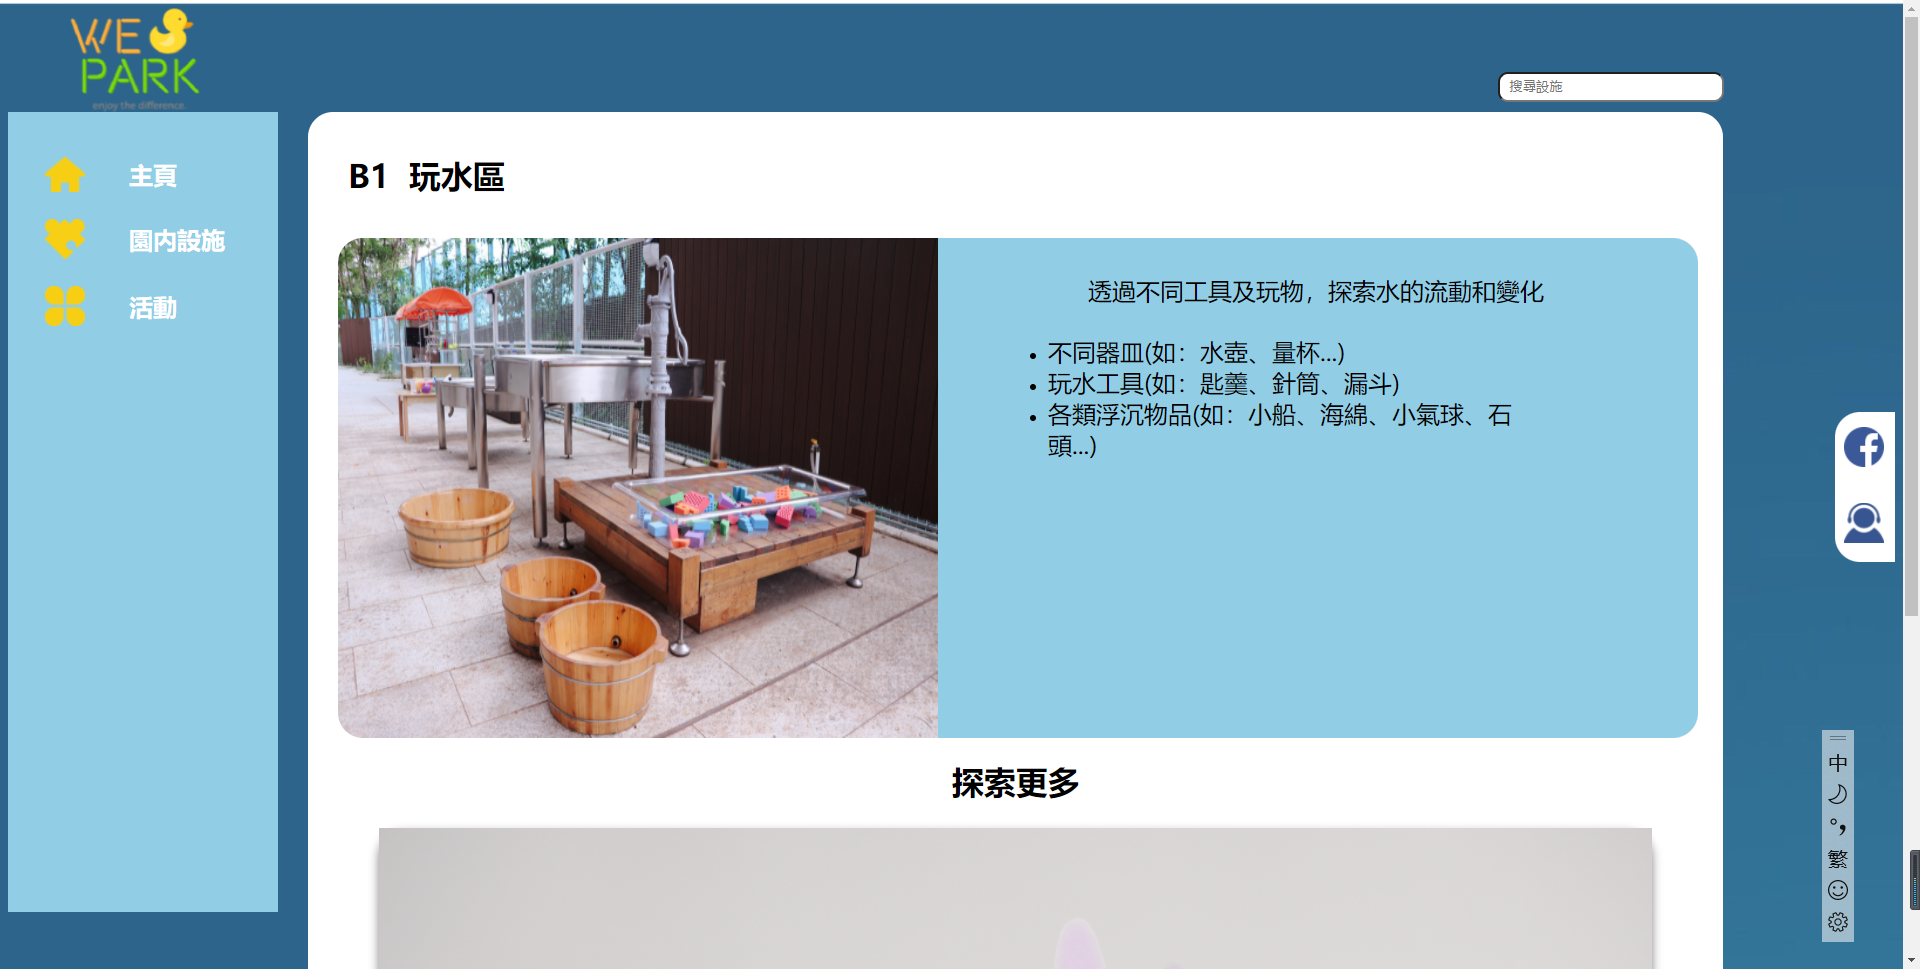 WE
PARK
enjoy the difference.
搜尋設施
主頁
園内設施
活動
B1 玩水區
透過不同工具及玩物，探索水的流動和變化
• 不同器皿(如：水壺、量杯...)
• 玩水工具(如：匙羹、針筒、漏斗)
• 各類浮沉物品(如：小船、海綿、小氣球、石
頭...)
探索更多
中
繁